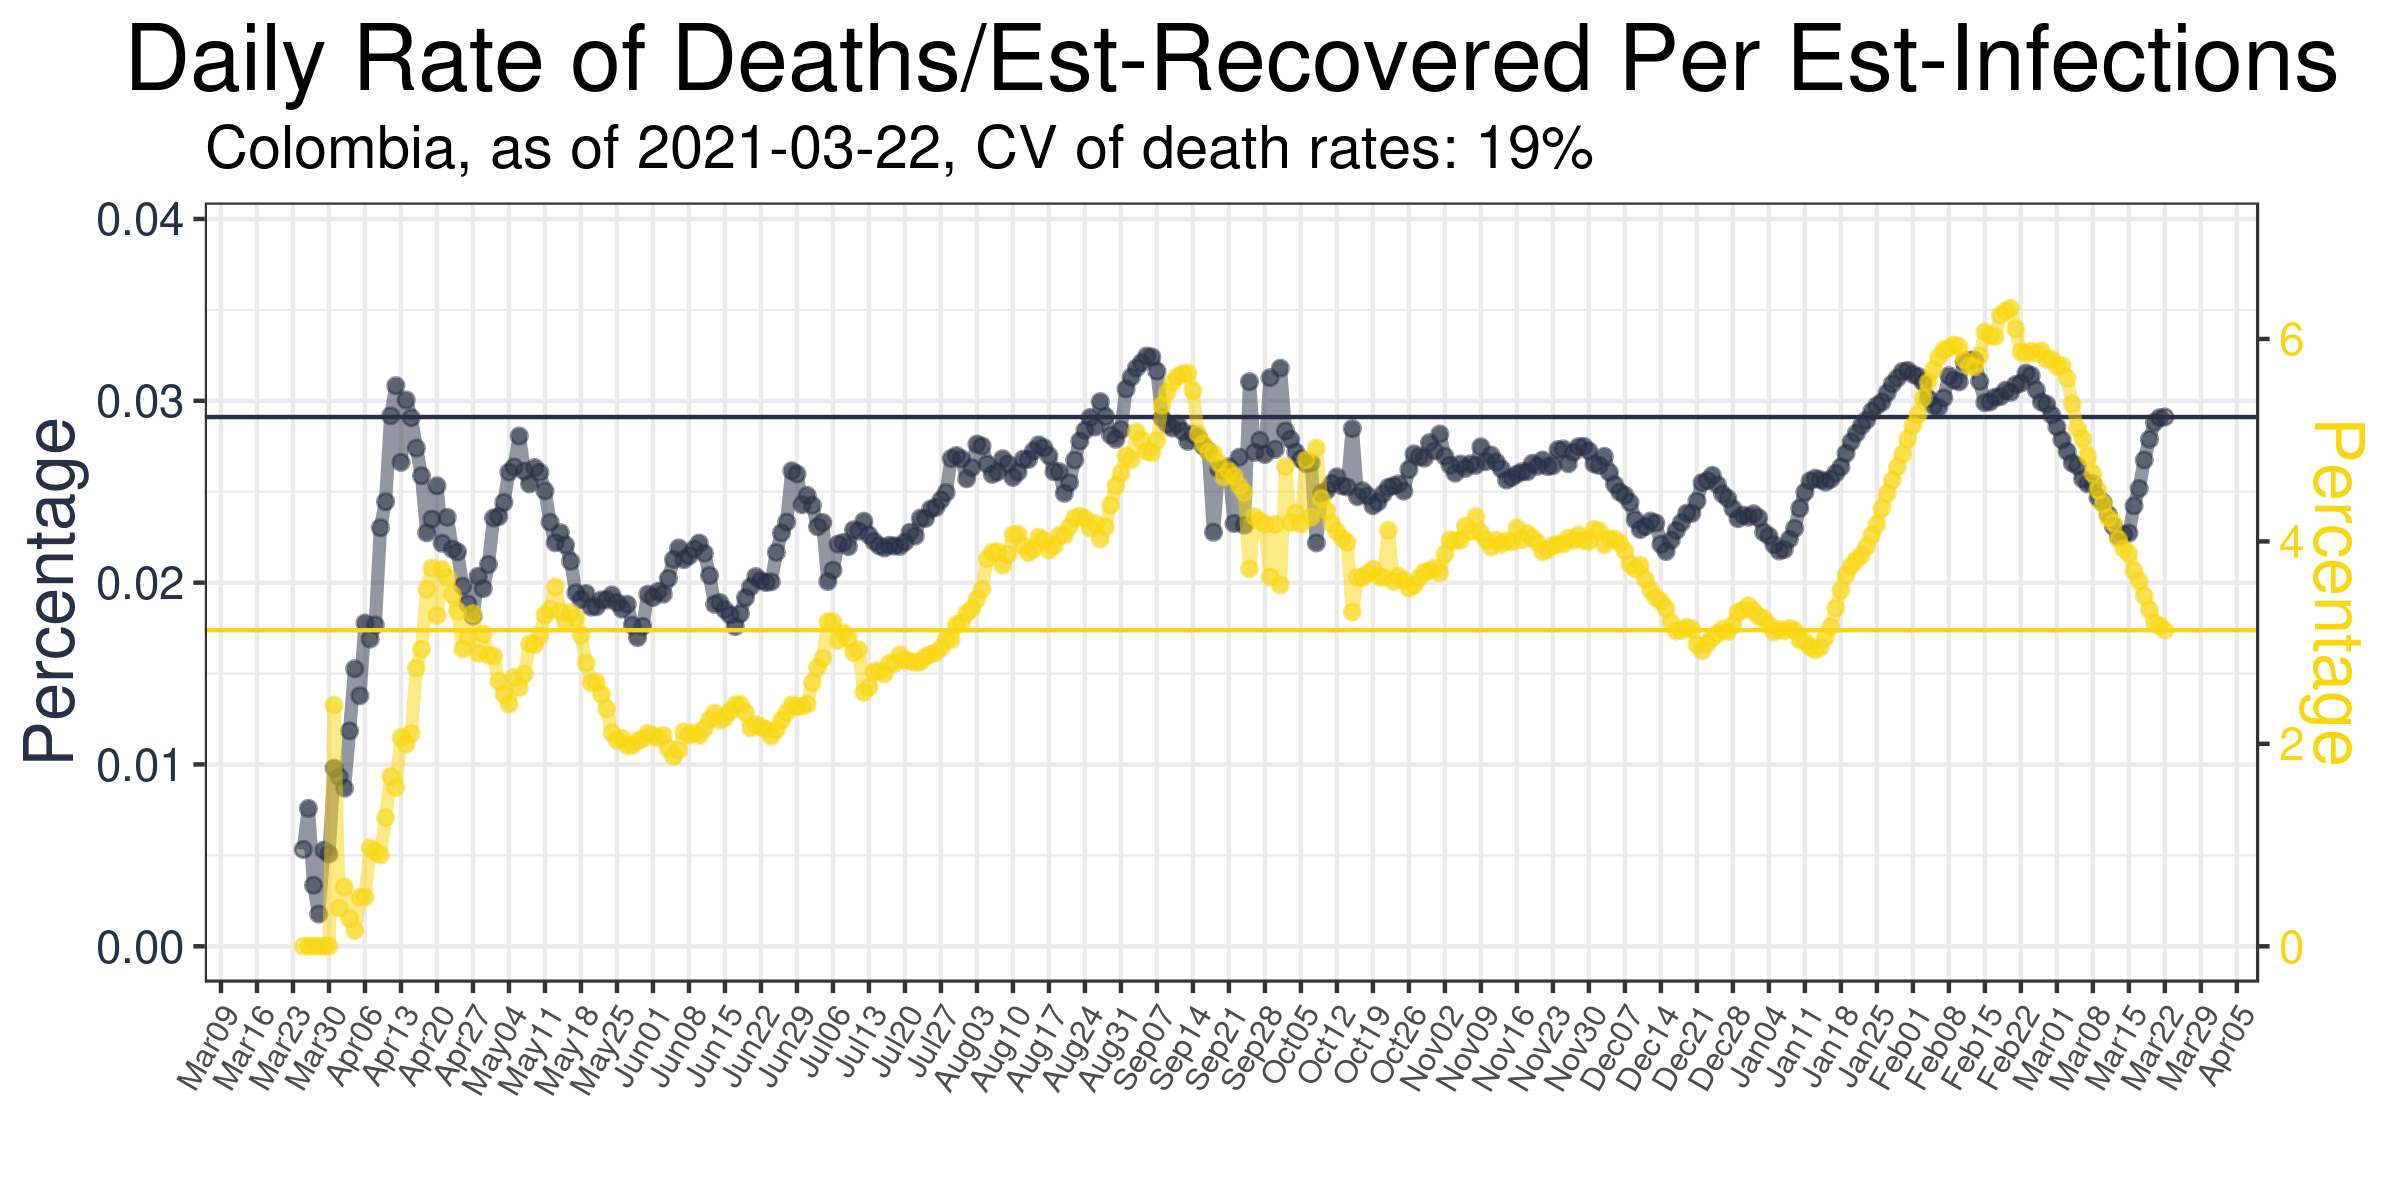 Daily Rate of Deaths/Est-Recovered Per Est-Infections
Colombia, as of 2021-03-22, CV of death rates: 19%
Percentage
0.04
0.03
0.02
0.01
0.00
6
4
2
0
Percentage
Mar09 Mar16 Mar23 Mar30 Apr06 Apr13 Apr20 Apr27 May04 May11 May18 May25 Jun01 Jun08 Jun15 Jun22 Jun29 Jul06 Jul13 Jul20 Jul27 Aug03 Aug10 Aug17 Aug24 Aug31 Sep07 Sep14 Sep21 Sep28 Oct05 Oct12 Oct19 Oct26 Nov02 Nov09 Nov16 Nov23 Nov30 Dec07 Dec14 Dec21 Dec28 Jan04 Jan11 Jan18 Jan25 Feb01 Feb08 Feb15 Feb22 Mar01 Mar08 Mar15 Mar22 Mar29 Apr05